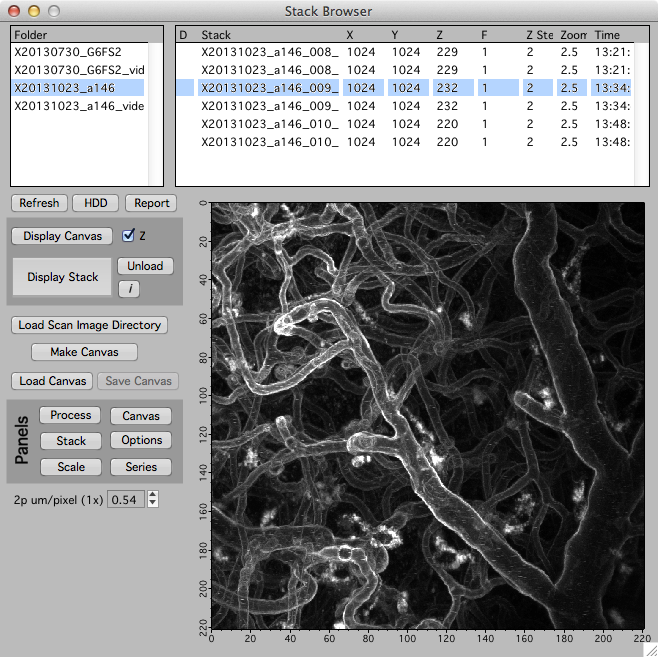 Stack Browser
Folder
X20130730_G6FS2
X20130730_G6FS2_vid
X20131023_a146
X20131023_a146_vide
D Stack X Y Z F Z Ste Zoom Time
X20131023_a146_008_ 1024 1024 229 1 2 2.5 13:21:
X20131023_a146_008_ 1024 1024 229 1 2 2.5 13:21:
X20131023_a146_009_ 1024 1024 232 1 2 2.5 13:34:
X20131023_a146_009_ 1024 1024 232 1 2 2.5 13:34:
X20131023_a146_010_ 1024 1024 220 1 2 2.5 13:48:
X20131023_a146_010_ 1024 1024 220 1 2 2.5 13:48:
Refresh HDD Report
Display Canvas Z
Display Stack Unload
i
Load Scan Image Directory
Make Canvas
Load Canvas Save Canvas
Panels
Process Canvas
Stack Options
Scale Series
2p um/pixel (1x) 0.54
0
20
40
60
80
100
120
140
160
180
200
220
0 20 40 60 80 100 120 140 160 180 200 220